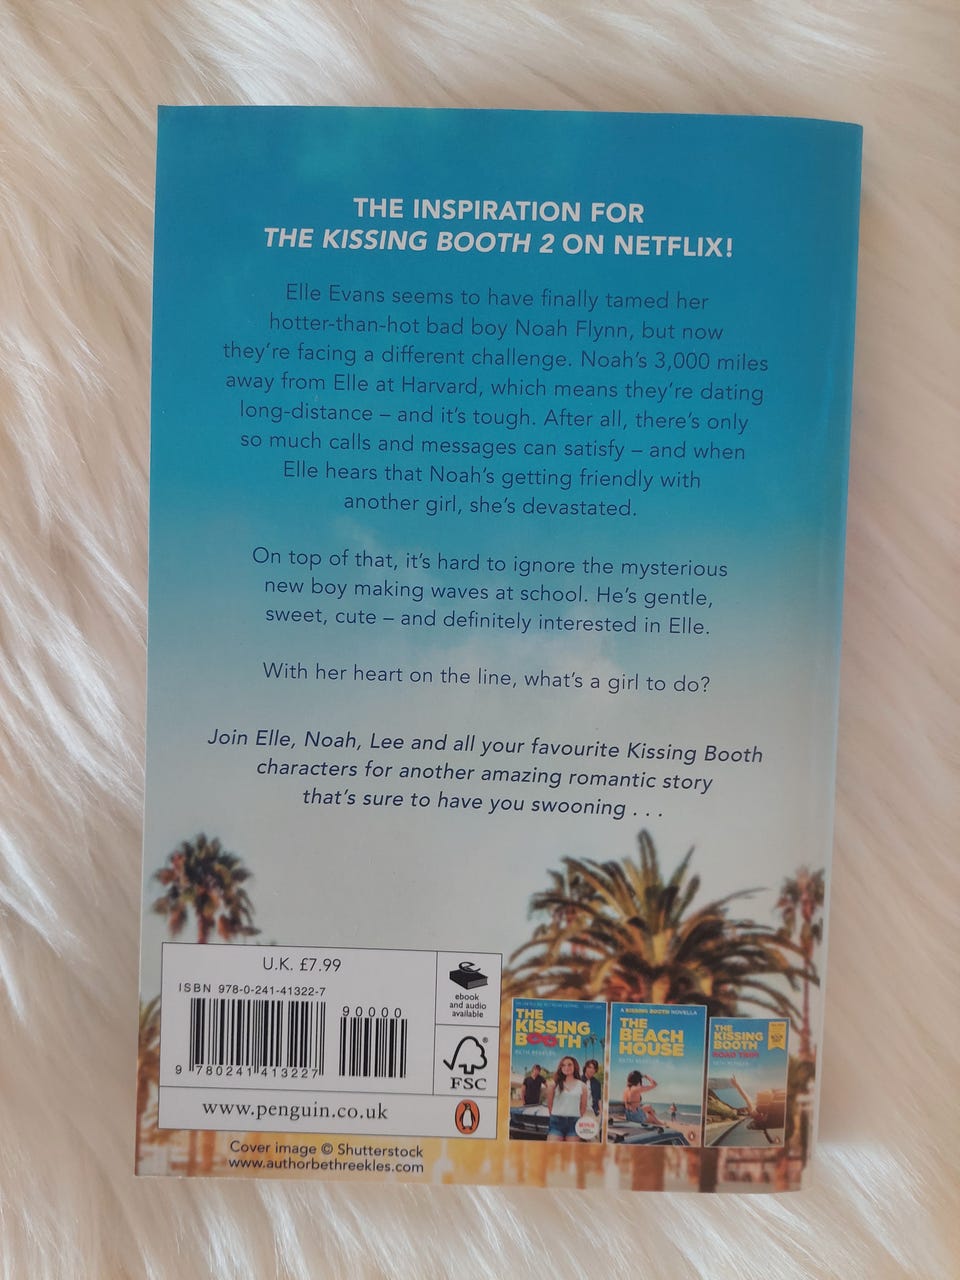 THE INSPIRATION FOR
THE KISSING BOOTH 2 ON NETFLIX!
Elle Evans seems to have finally tamed her
hotter-than-hot bad boy Noah Flynn, but now
they're facing a different challenge. Noah's 3,000 miles
away from Elle at Harvard, which means they're dating
long-distance – and it's tough. After all, there's only
so much calls and messages can satisfy – and when
Elle hears that Noah's getting friendly with
another girl, she's devastated.
On top of that, it's hard to ignore the mysterious
new boy making waves at school. He's gentle,
sweet, cute – and definitely interested in Elle.
With her heart on the line, what's a girl to do?
Join Elle, Noah, Lee and all your favourite Kissing Booth
characters for another amazing romantic story
that's sure to have you swooning . . .
U.K. £7.99
ISBN 978-0-241-41322-7
90000
9 780241 413227
ebook
and audio
available
FSC
www.penguin.co.uk
Cover image © Shutterstock
www.authorbethreekles.com
THE
KISSING
BOOTH
BETH REEKLES
NETFLIX
A KISSING BOOTH NOVELLA
THE
BEACH
HOUSE
BETH REEKLES
THE
KISSING
BOOTH
ROAD TRIP
BETH REEKLES